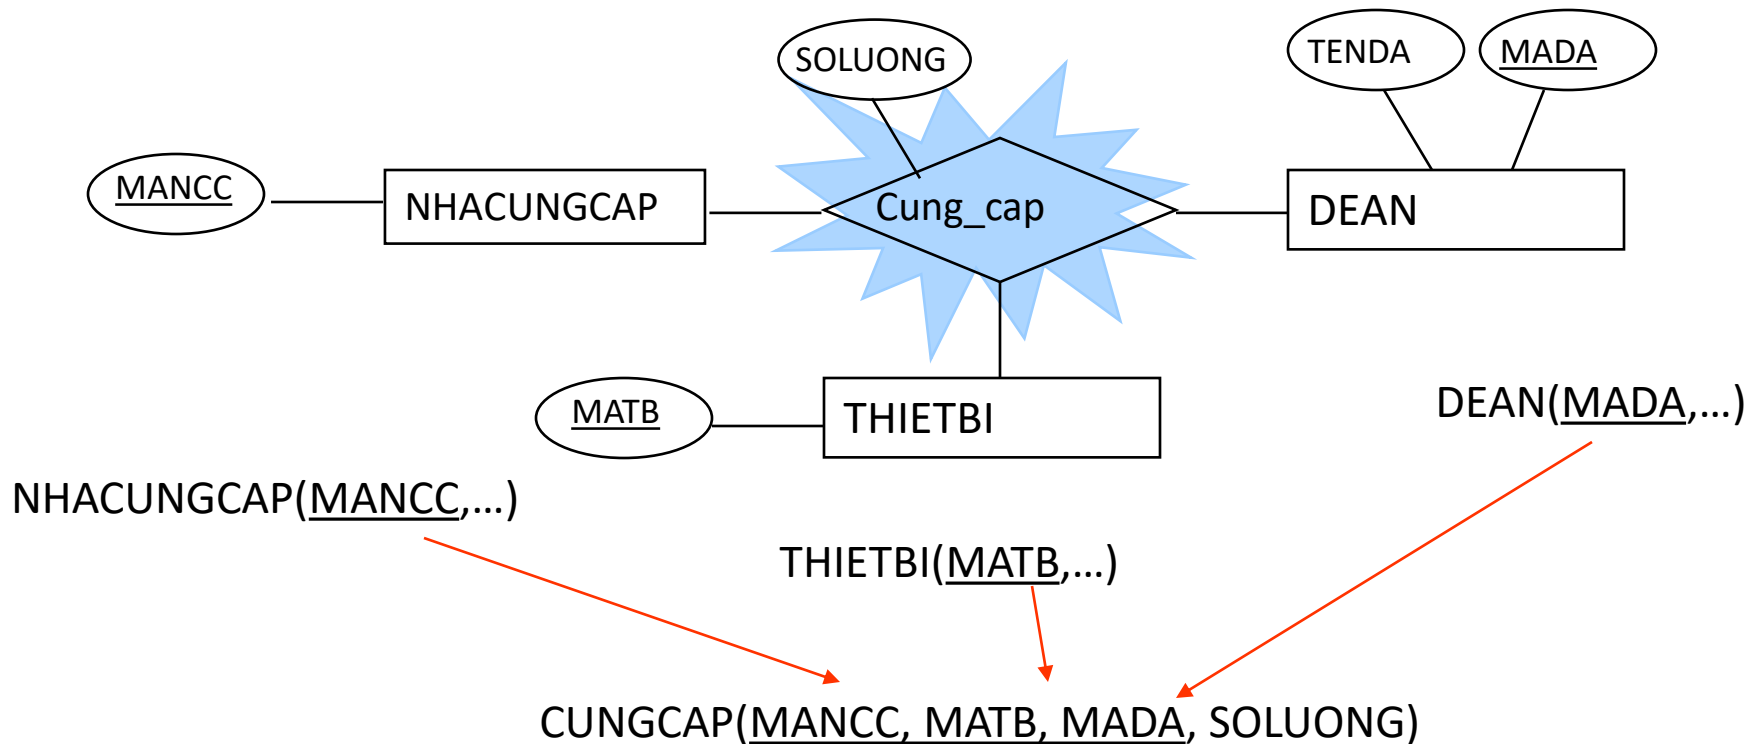 SOLUONG
TENDA
MADA
MANCC
NHACUNGCAP
Cung_cap
DEAN
MATB
THIETBI
DEAN(MADA,...)
NHACUNGCAP(MANCC,...)
THIETBI(MATB,...)
CUNGCAP(MANCC, MATB, MADA, SOLUONG)